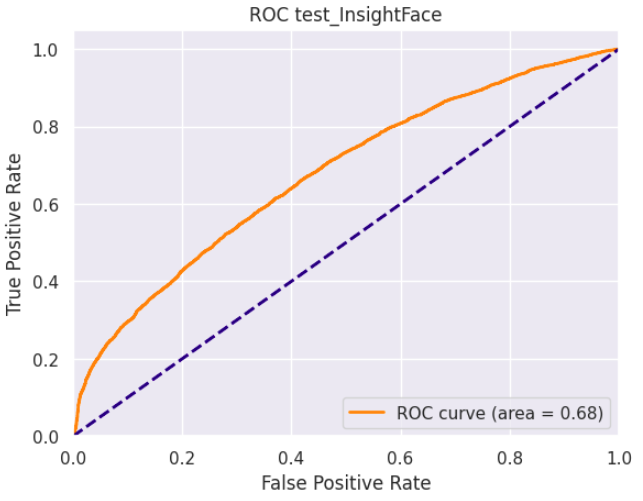 ROC test_InsightFace
True Positive Rate
1.0
0.8
0.6
0.4
0.2
0.0
ROC curve (area = 0.68)
0.0 0.2 0.4 0.6 0.8 1.0
False Positive Rate